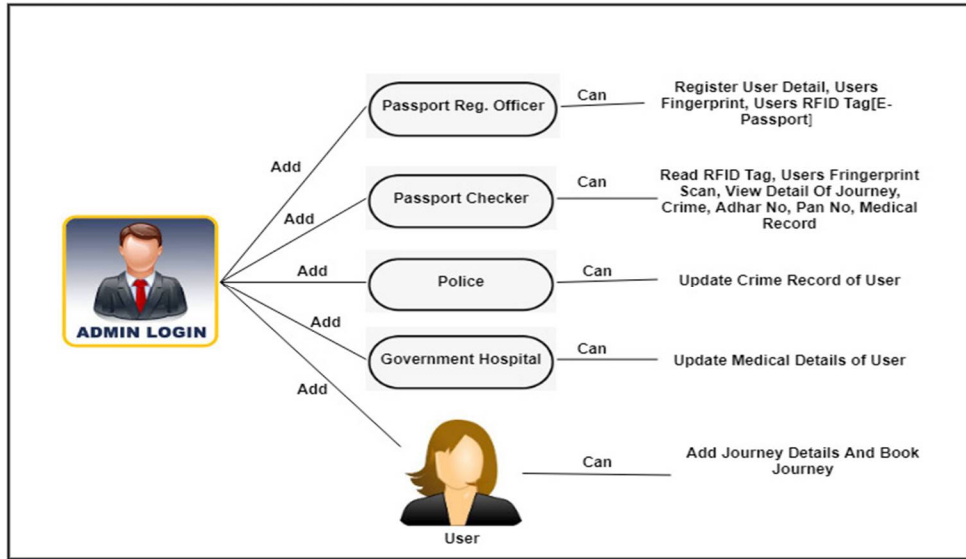 Passport Reg. Officer
Can
Register User Detail, Users
Fingerprint, Users RFID Tag[E-
Passport]
Add
Passport Checker
Can
Read RFID Tag, Users Fringerprint
Scan, View Detail Of Journey,
Crime, Adhar No, Pan No, Medical
Record
Add
ADMIN LOGIN
Add
Police
Can
Update Crime Record of User
Add
Government Hospital
Can
Update Medical Details of User
Add
User
Can
Add Journey Details And Book
Journey